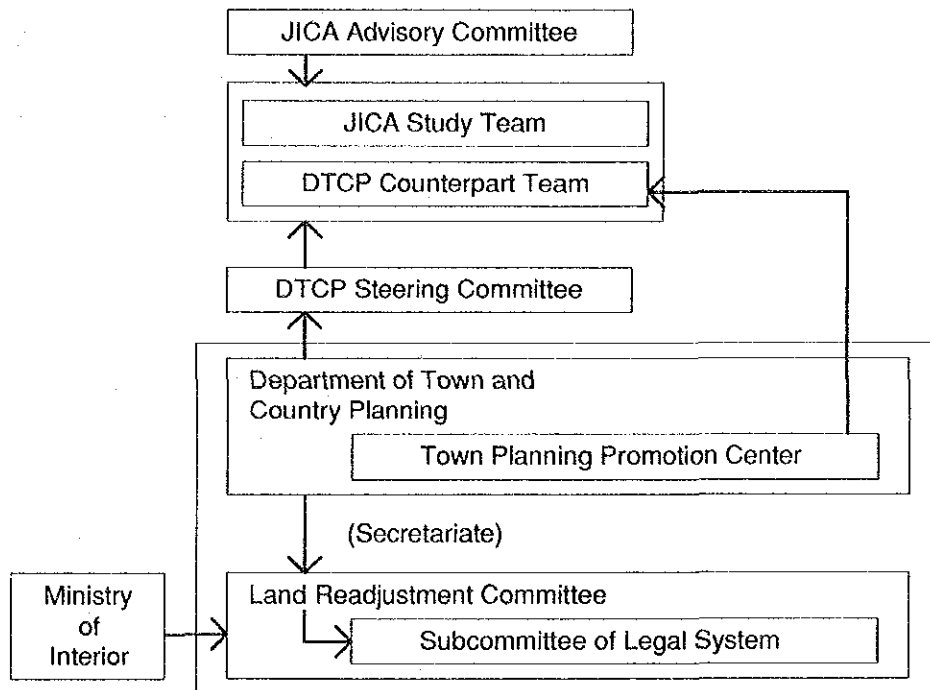 JICA Advisory Committee
JICA Study Team
DTCP Counterpart Team
DTCP Steering Committee
Department of Town and
Country Planning
Town Planning Promotion Center
(Secretariate)
Ministry
of
Interior
Land Readjustment Committee
Subcommittee of Legal System